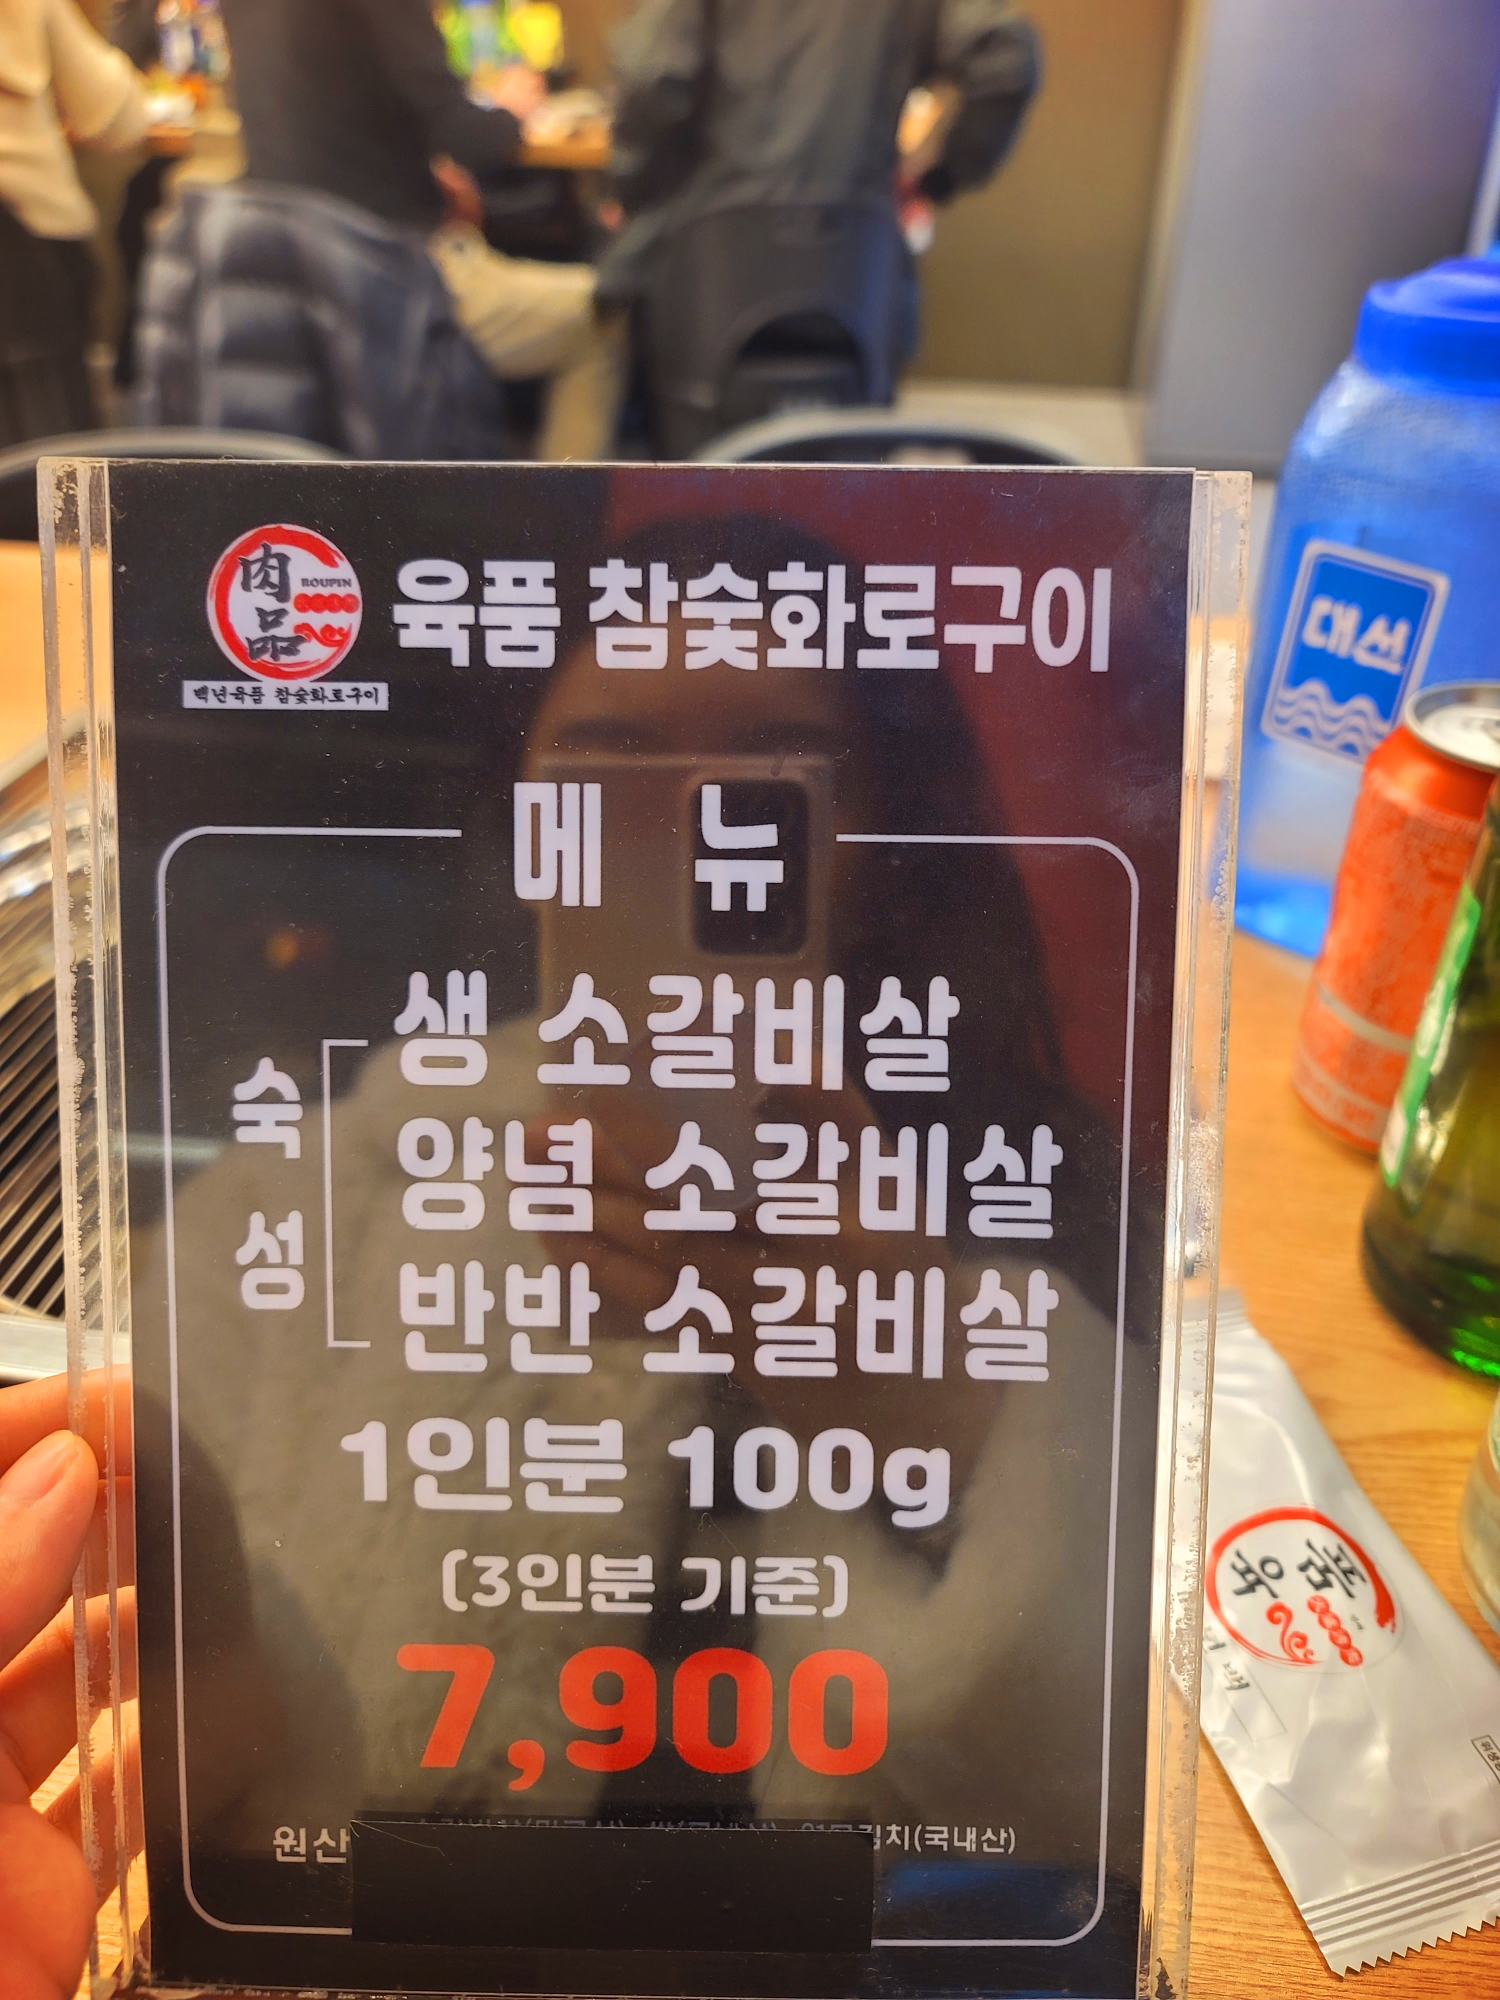 肉品
ROUPIN
백년육품 참숯화로구이
육품 참숯화로구이
메 뉴
숙성
생 소갈비살
양념 소갈비살
반반 소갈비살
1인분 100g
(3인분 기준)
7,900
원산
김치(국내산)
대선
육품